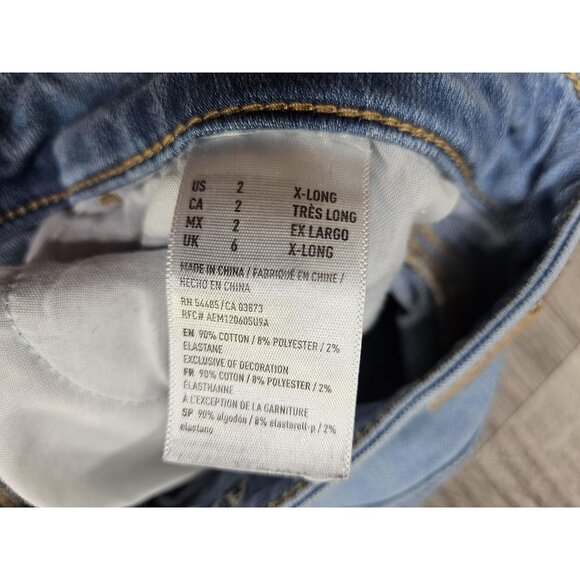 US 2 X-LONG
CA 2 TRÈS LONG
MX 2 EX LARGO
UK 6 X-LONG
MADE IN CHINA / FABRIQUÉ EN CHINE /
HECHO EN CHINA
RN 54485 / CA 03873
RFC# AEM120605U9A
EN 90% COTTON / 8% POLYESTER / 2%
ELASTANE
EXCLUSIVE OF DECORATION
FR 90% COTON / 8% POLYESTER / 2%
ÉLASTHANNE
À L'EXCEPTION DE LA GARNITURE
SP 90% algodón / 8% elasterell-p / 2%
elastano